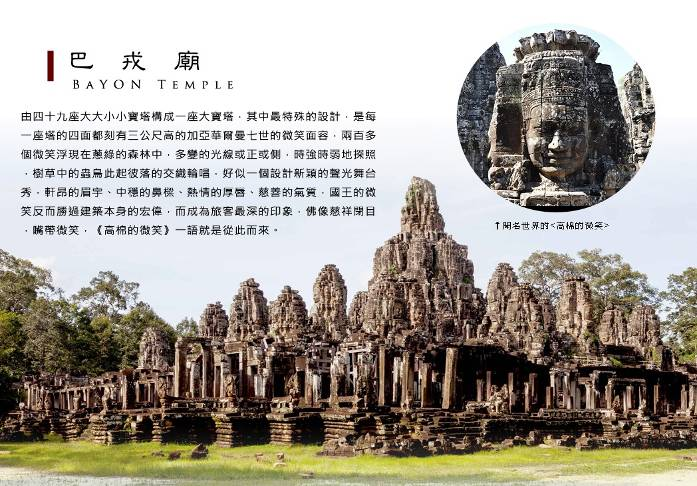 巴戎廟
BAYON TEMPLE
由四十九座大大小小寶塔構成一座大寶塔，其中最特殊的設計，是每
一座塔的四面都刻有三公尺高的加亞華爾曼七世的微笑面容，兩百多
個微笑浮現在蔥綠的森林中，多變的光線或正或側，時強時弱地探照
，樹草中的蟲鳥此起彼落的交織輪唱，好似一個設計新穎的聲光舞台
秀，軒昂的眉宇、中穩的鼻樑、熱情的厚唇、慈善的氣質，國王的微
笑反而勝過建築本身的宏偉，而成為旅客最深的印象，佛像慈祥閉目
，嘴帶微笑，《高棉的微笑》一語就是從此而來。
↑聞名世界的<高棉的微笑>